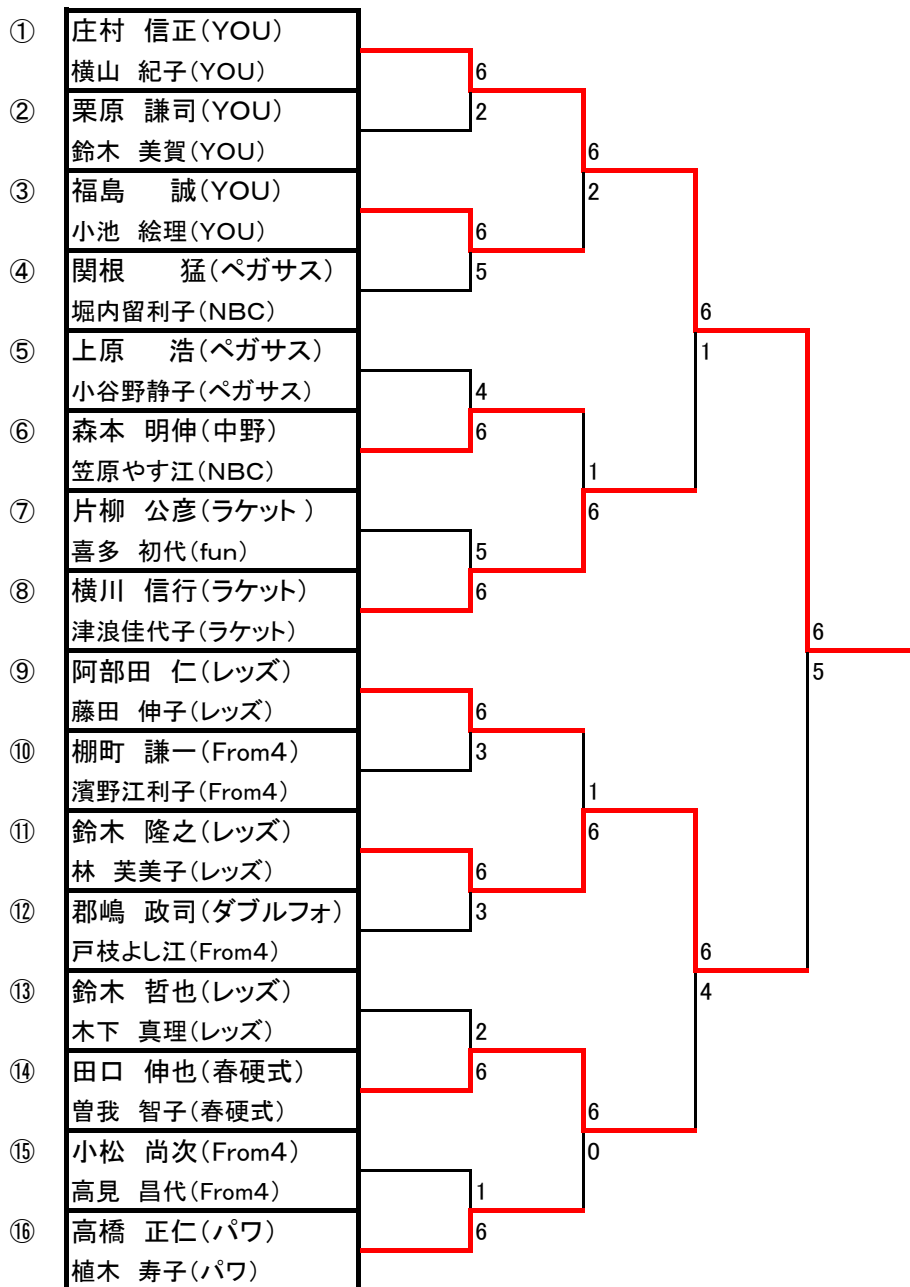 ① 庄村 信正(YOU)
横山 紀子(YOU)
6
② 栗原 謙司(YOU)
2
鈴木 美賀(YOU)
6
③ 福島 誠(YOU)
2
小池 絵理(YOU)
6
④ 関根 猛(ペガサス)
5
堀内留利子(NBC)
6
⑤ 上原 浩(ペガサス)
1
小谷野静子(ペガサス)
4
⑥ 森本 明伸(中野)
6
笠原やす江(NBC)
1
⑦ 片柳 公彦(ラケット)
6
喜多 初代(fun)
5
⑧ 横川 信行(ラケット)
6
津浪佳代子(ラケット)
6
⑨ 阿部田 仁(レッズ)
5
藤田 伸子(レッズ)
6
⑩ 棚町 謙一(From4)
3
濱野江利子(From4)
1
⑪ 鈴木 隆之(レッズ)
6
林 芙美子(レッズ)
6
⑫ 郡嶋 政司(ダブルフォ)
3
戸枝よし江(From4)
6
⑬ 鈴木 哲也(レッズ)
4
木下 真理(レッズ)
2
⑭ 田口 伸也(春硬式)
6
曽我 智子(春硬式)
6
⑮ 小松 尚次(From4)
0
高見 昌代(From4)
1
⑯ 高橋 正仁(パワ)
6
植木 寿子(パワ)